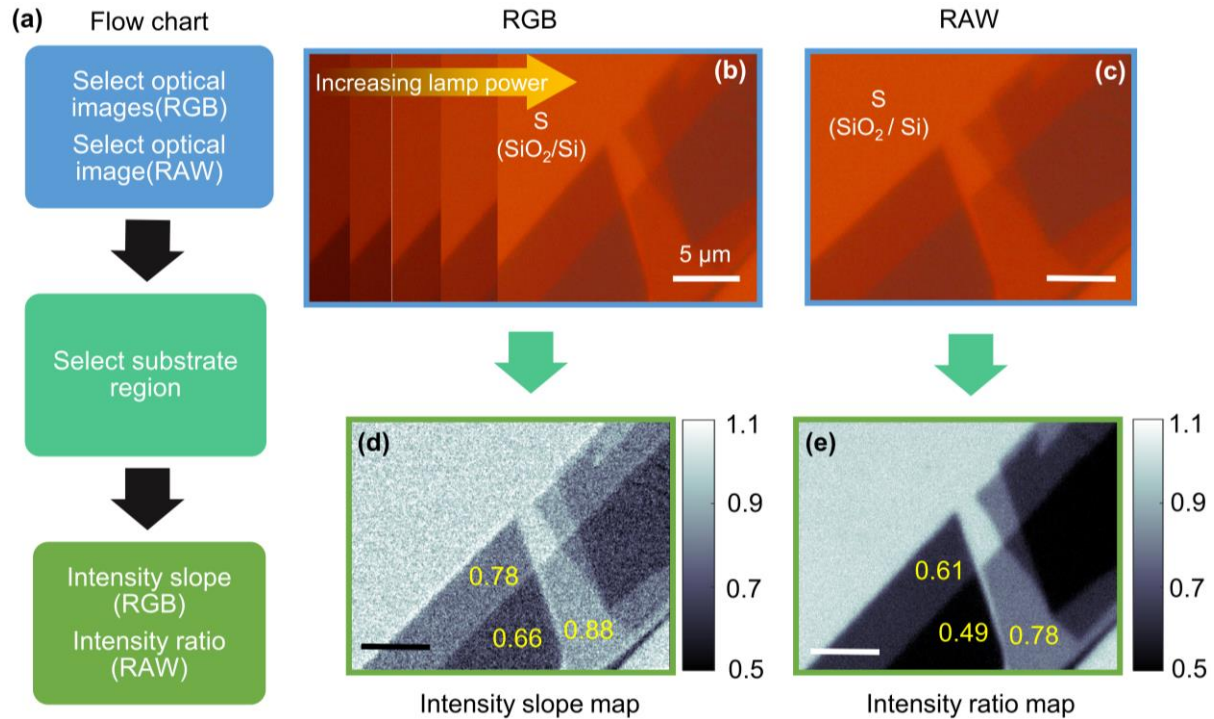 (a)
Flow chart
Select optical
images(RGB)
Select optical
image(RAW)
Select substrate
region
Intensity slope
(RGB)
Intensity ratio
(RAW)
RGB
Increasing lamp power
(b)
S
(SiO₂/Si)
5 µm
RAW
(c)
S
(SiO₂ / Si)
(d)
0.78
0.66
0.88
1.1
0.9
0.7
0.5
Intensity slope map
(e)
0.61
0.49
0.78
1.1
0.9
0.7
0.5
Intensity ratio map